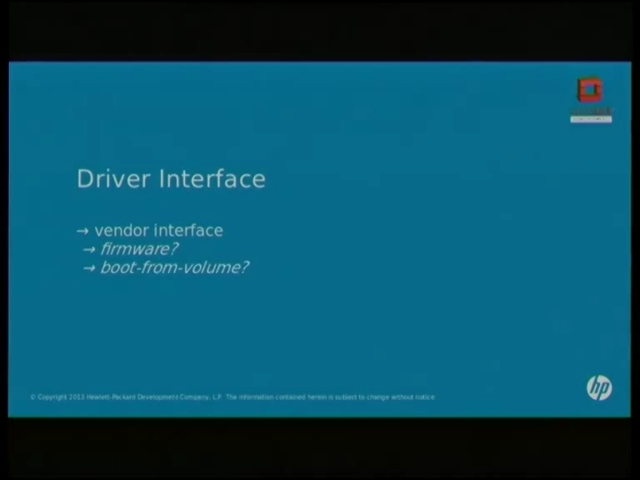 Driver Interface
→ vendor interface
→ firmware?
→ boot-from-volume?
© Copyright 2012 Hewlett-Packard Development Company, L.P. The information contained herein is subject to change without notice
hp